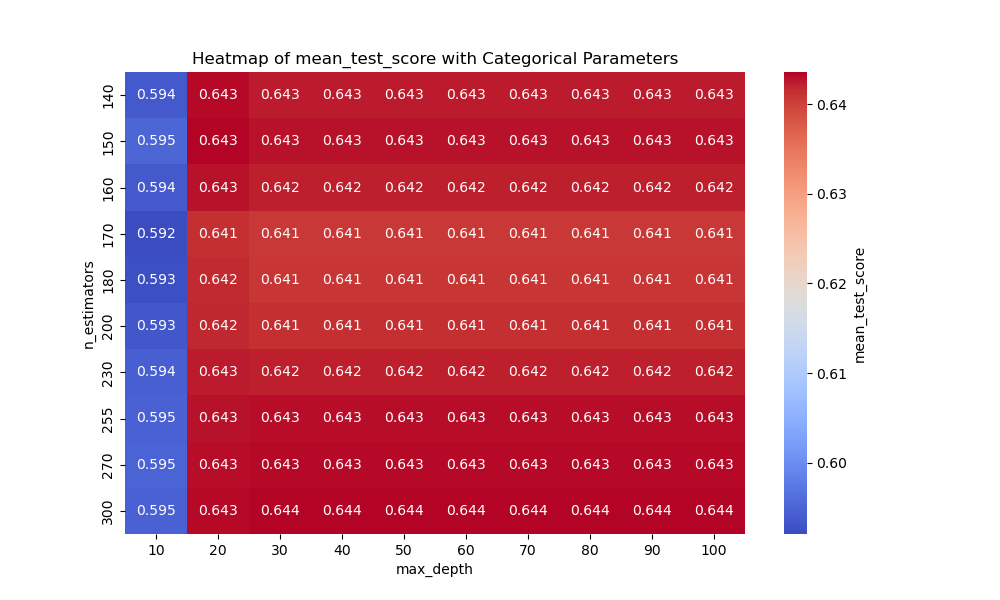 Heatmap of mean_test_score with Categorical Parameters
140 0.594 0.643 0.643 0.643 0.643 0.643 0.643 0.643 0.643 0.643
150 0.595 0.643 0.643 0.643 0.643 0.643 0.643 0.643 0.643 0.643
160 0.594 0.643 0.642 0.642 0.642 0.642 0.642 0.642 0.642 0.642
170 0.592 0.641 0.641 0.641 0.641 0.641 0.641 0.641 0.641 0.641
180 0.593 0.642 0.641 0.641 0.641 0.641 0.641 0.641 0.641 0.641
200 0.593 0.642 0.641 0.641 0.641 0.641 0.641 0.641 0.641 0.641
230 0.594 0.643 0.642 0.642 0.642 0.642 0.642 0.642 0.642 0.642
255 0.595 0.643 0.643 0.643 0.643 0.643 0.643 0.643 0.643 0.643
270 0.595 0.643 0.643 0.643 0.643 0.643 0.643 0.643 0.643 0.643
300 0.595 0.643 0.644 0.644 0.644 0.644 0.644 0.644 0.644 0.644
10 20 30 40 50 60 70 80 90 100
max_depth
n_estimators
0.64
0.63
0.62
0.61
0.60
mean_test_score